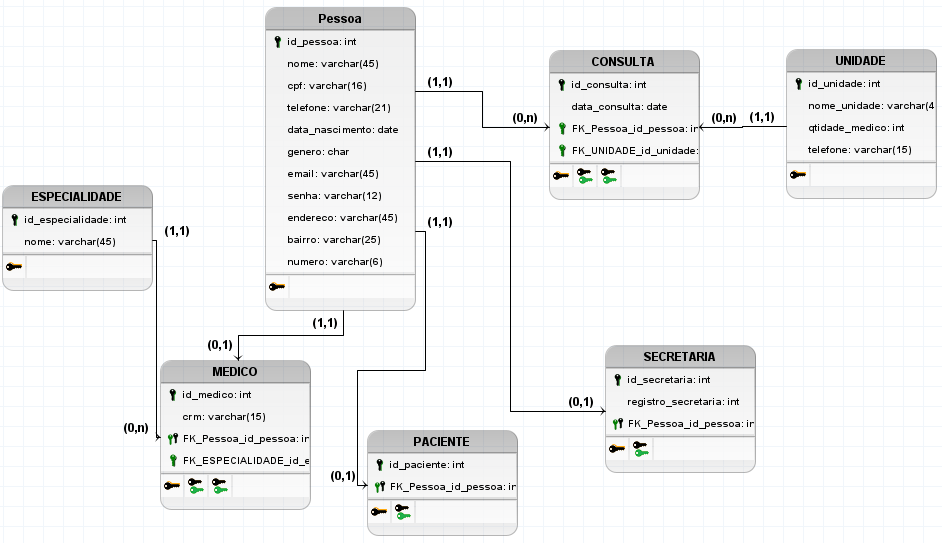 Pessoa
id_pessoa: int
nome: varchar(45)
cpf: varchar(16)
telefone: varchar(21)
data_nascimento: date
genero: char
email: varchar(45)
senha: varchar(12)
endereco: varchar(45)
bairro: varchar(25)
numero: varchar(6)
(1,1)
(1,1)
(1,1)
(1,1)
CONSULTA
id_consulta: int
data_consulta: date
FK_Pessoa_id_pessoa: in
FK_UNIDADE_id_unidade:
(0,n)
(0,n)
(1,1)
UNIDADE
id_unidade: int
nome_unidade: varchar(4
qtidade_medico: int
telefone: varchar(15)
ESPECIALIDADE
id_especialidade: int
nome: varchar(45)
(1,1)
(0,n)
(0,1)
MEDICO
id_medico: int
crm: varchar(15)
FK_Pessoa_id_pessoa: in
FK_ESPECIALIDADE_id_e
(0,1)
PACIENTE
id_paciente: int
FK_Pessoa_id_pessoa: in
(0,1)
SECRETARIA
id_secretaria: int
registro_secretaria: int
FK_Pessoa_id_pessoa: in